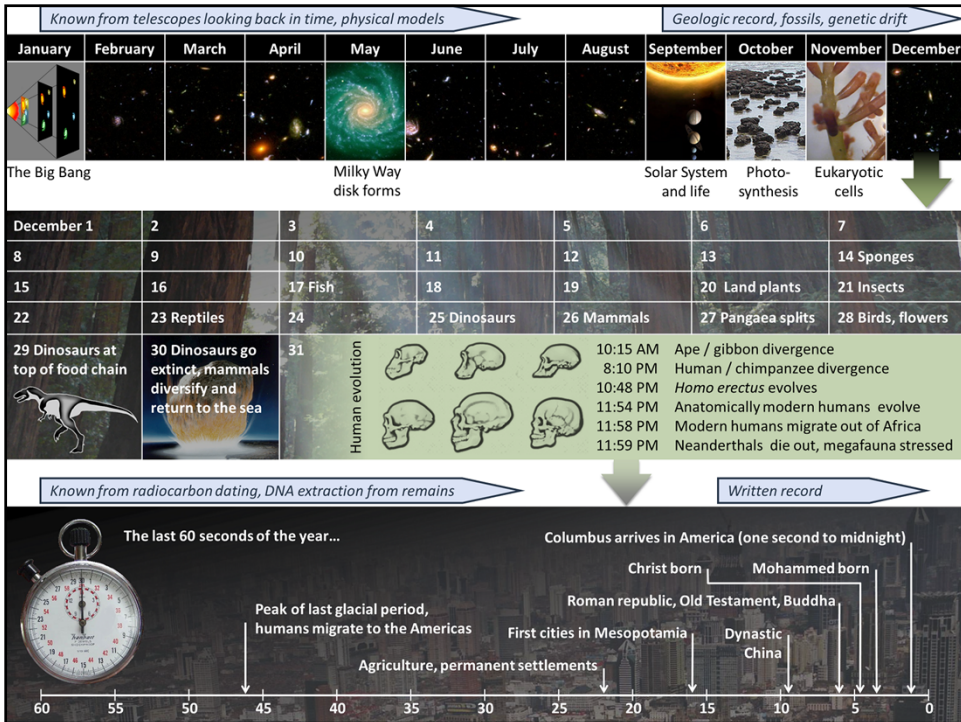 Known from telescopes looking back in time, physical models
Geologic record, fossils, genetic drift
January
February
March
April
May
June
July
August
September
October
November
December
The Big Bang
Milky Way
disk forms
Solar System
and life
Photo-
synthesis
Eukaryotic
cells
December 1
2
3
4
5
6
7
8
9
10
11
12
13
14 Sponges
15
16
17 Fish
18
19
20 Land plants
21 Insects
22
23 Reptiles
24
25 Dinosaurs
26 Mammals
27 Pangaea splits
28 Birds, flowers
29 Dinosaurs at
top of food chain
30 Dinosaurs go
extinct, mammals
diversify and
return to the sea
31
Human evolution
10:15 AM Ape / gibbon divergence
8:10 PM Human / chimpanzee divergence
10:48 PM Homo erectus evolves
11:54 PM Anatomically modern humans evolve
11:58 PM Modern humans migrate out of Africa
11:59 PM Neanderthals die out, megafauna stressed
Known from radiocarbon dating, DNA extraction from remains
Written record
The last 60 seconds of the year...
Columbus arrives in America (one second to midnight)
Christ born
Mohammed born
Roman republic, Old Testament, Buddha
Peak of last glacial period,
humans migrate to the Americas
First cities in Mesopotamia
Dynastic
China
Agriculture, permanent settlements
60 55 50 45 40 35 30 25 20 15 10 5 0